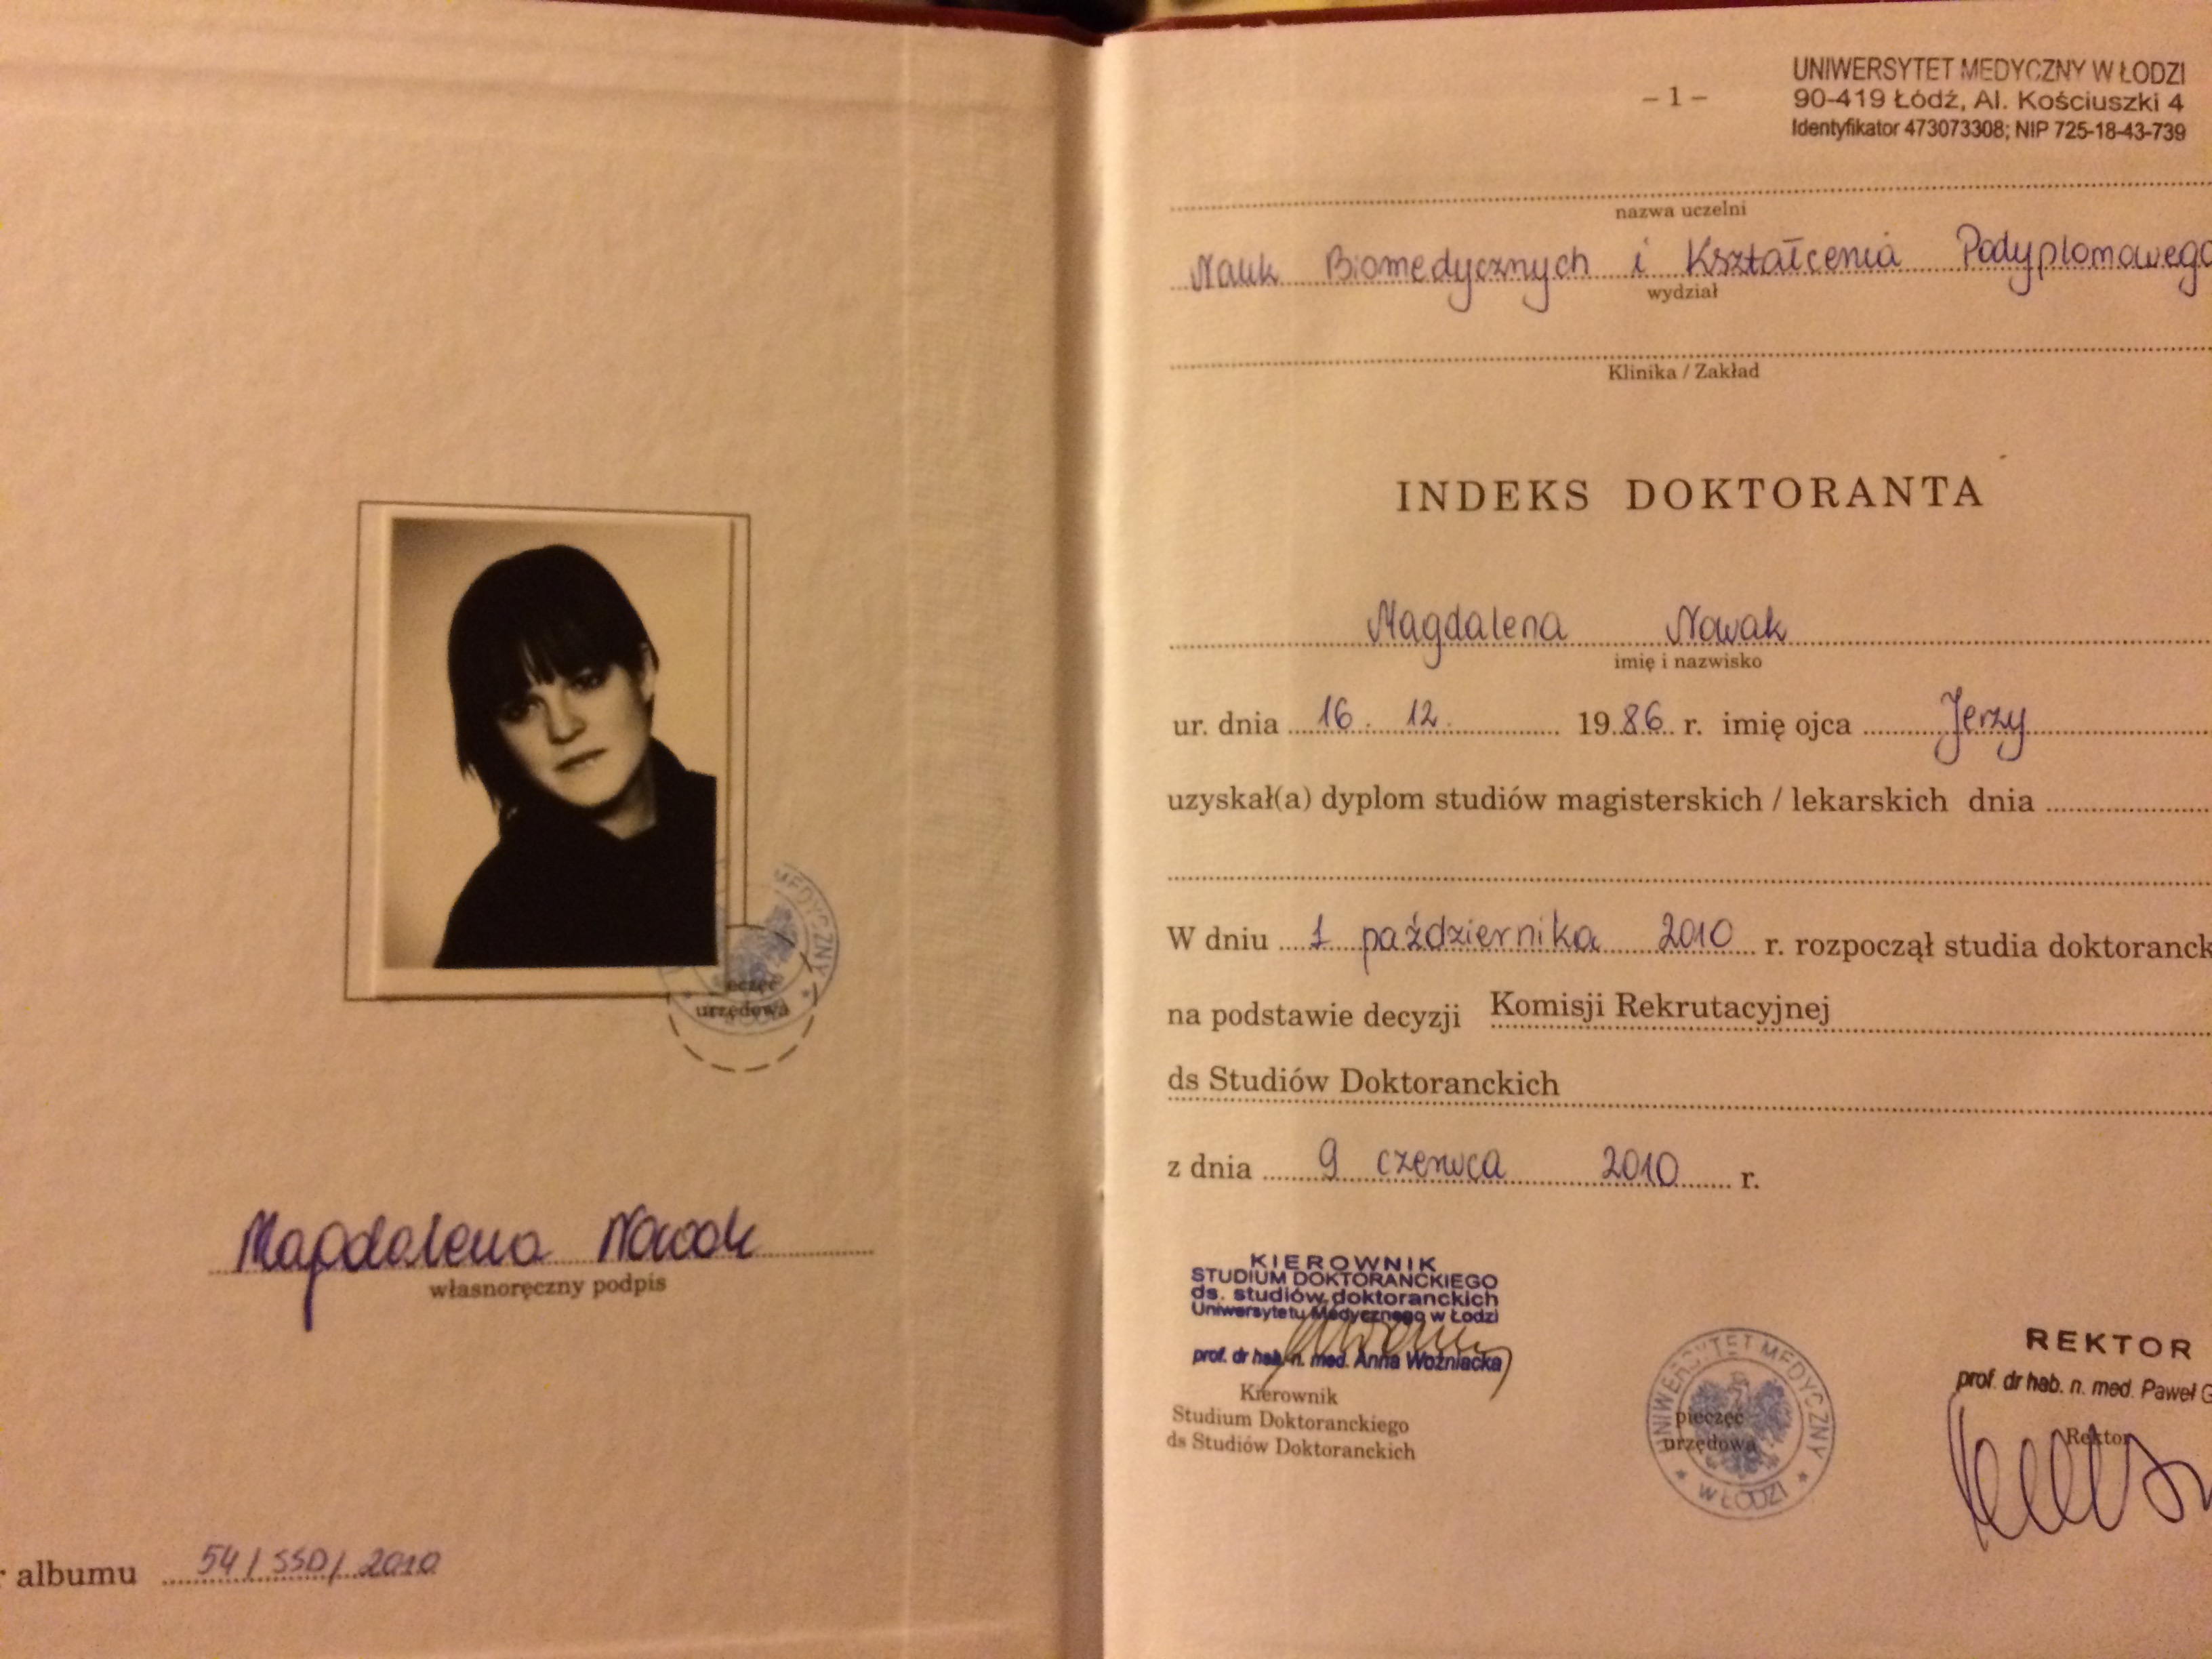 MEDYCZNY
urzędowa
Magdalena Nowak
własnoręczny podpis
albumu 54/SSD/2010
– 1 –
UNIWERSYTET MEDYCZNY W ŁODZI
90-419 Łódź, Al. Kościuszki 4
Identyfikator 473073308; NIP 725-18-43-739
nazwa uczelni
Nauk Biomedycznych i Kształcenia Podyplomowego
wydział
Klinika / Zakład
INDEKS DOKTORANTA
Magdalena Nowak
imię i nazwisko
ur. dnia 16. 12. 1986 r. imię ojca Jerzy
uzyskał(a) dyplom studiów magisterskich / lekarskich dnia
W dniu 1 października 2010 r. rozpoczął studia doktoranck
na podstawie decyzji Komisji Rekrutacyjnej
ds Studiów Doktoranckich
z dnia 9 czerwca 2010 r.
KIEROWNIK
STUDIUM DOKTORANCKIEGO
ds. studiów doktoranckich
Uniwersytetu Medycznego w Łodzi
prof. dr hab. n. med. Anna Woźniacka
Kierownik
Studium Doktoranckiego
ds Studiów Doktoranckich
UNIWERSYTET MEDYCZNY
W ŁODZI
pieczęć
urzędowa
REKTOR
prof. dr hab. n. med. Paweł G
Rektor